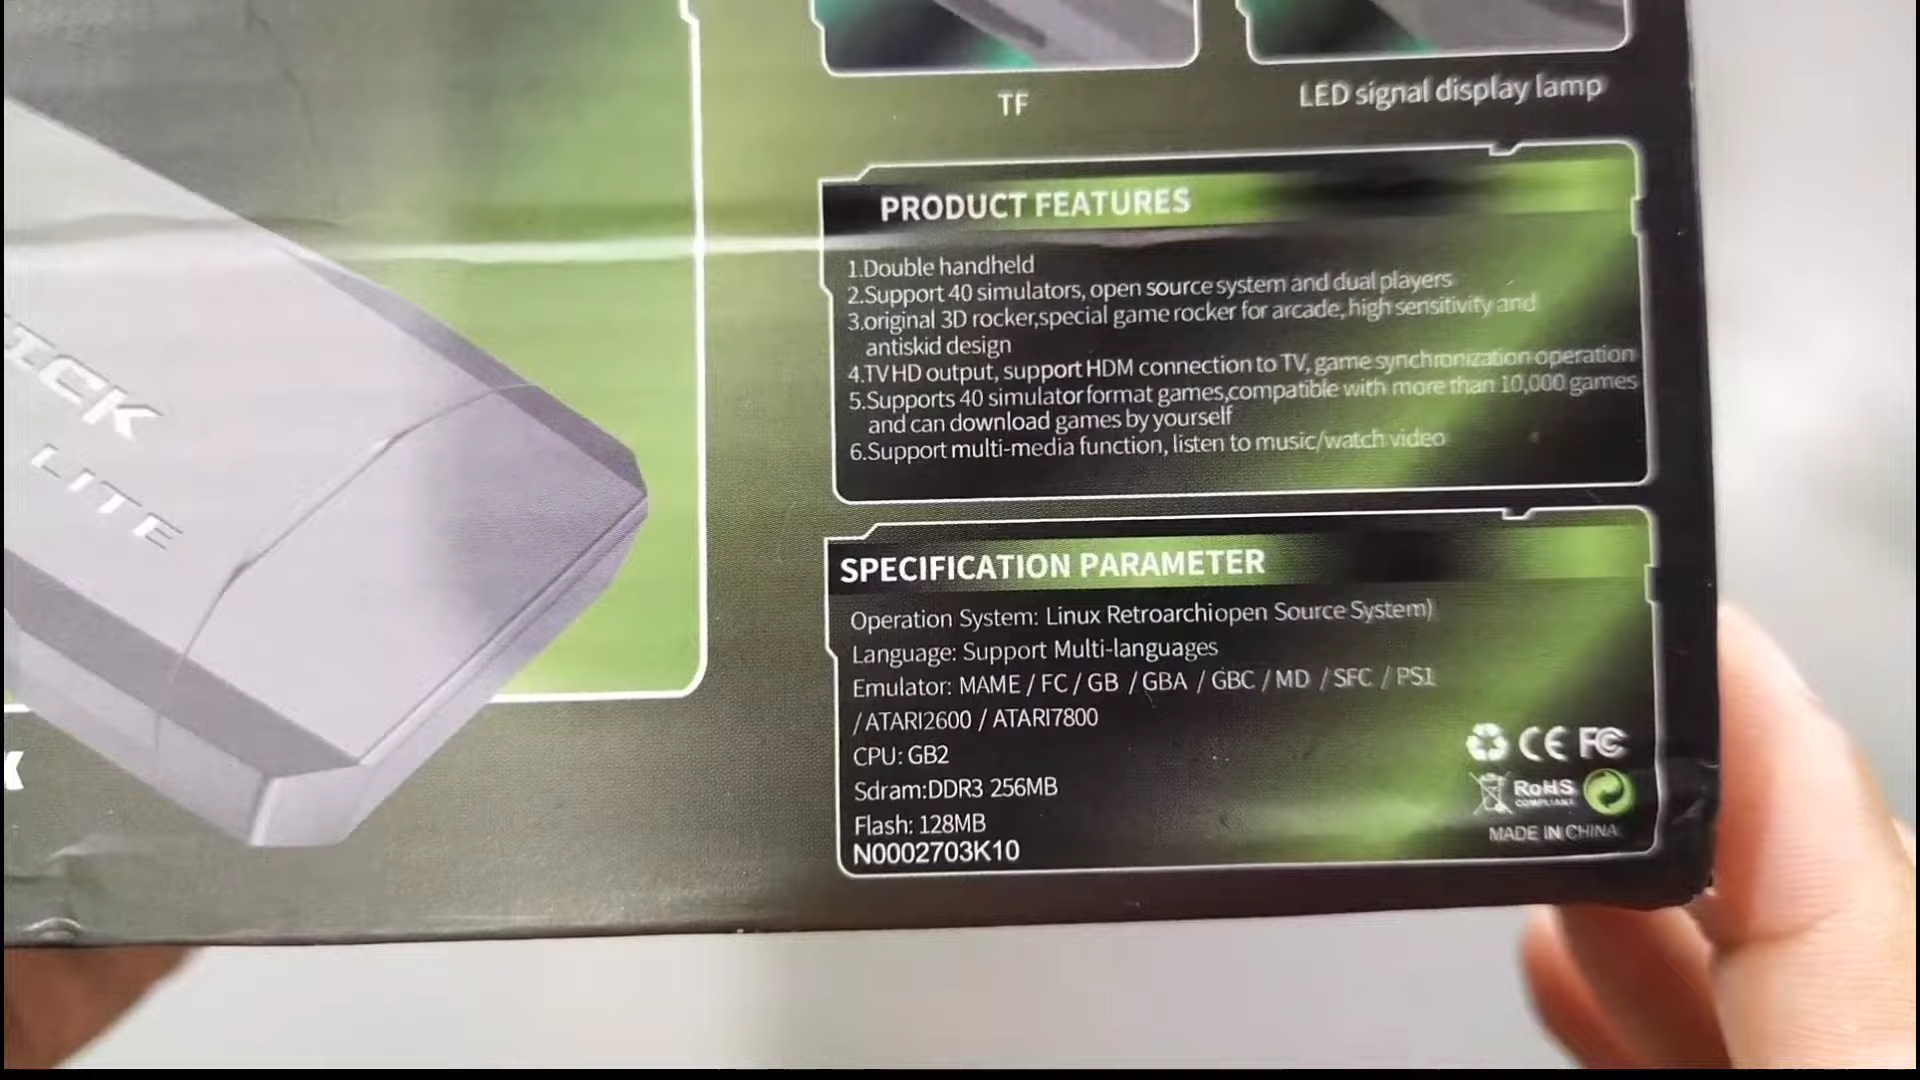 ICK
LITE
TF
LED signal display lamp
PRODUCT FEATURES
1.Double handheld
2.Support 40 simulators, open source system and dual players
3.original 3D rocker,special game rocker for arcade, high sensitivity and
antiskid design
4.TV HD output, support HDM connection to TV, game synchronization operation
5.Supports 40 simulator format games,compatible with more than 10,000 games
and can download games by yourself
6.Support multi-media function, listen to music/watch video
SPECIFICATION PARAMETER
Operation System: Linux Retroarchiopen Source System)
Language: Support Multi-languages
Emulator: MAME / FC / GB / GBA / GBC / MD / SFC / PS1
/ ATARI2600 / ATARI7800
CPU: GB2
Sdram:DDR3 256MB
Flash: 128MB
N0002703K10
CE FC
RoHS
COMPLIANT
MADE IN CHINA